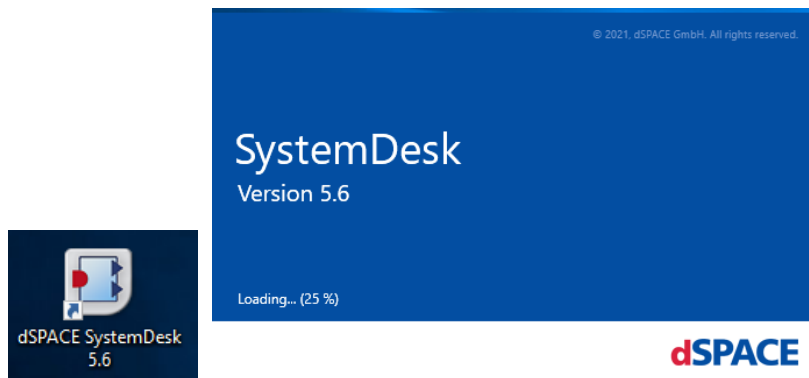 © 2021, dSPACE GmbH. All rights reserved.
SystemDesk
Version 5.6
Loading... (25 %)
dSPACE
dSPACE SystemDesk
5.6